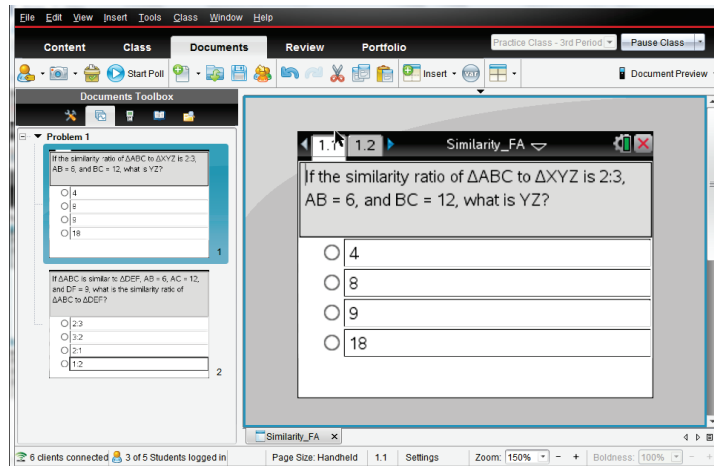 File Edit View Insert Tools Class Window Help
Content Class Documents Review Portfolio
Practice Class - 3rd Period
Pause Class
Start Poll
Insert
var
Document Preview
Documents Toolbox
Problem 1
If the similarity ratio of ΔABC to ΔXYZ is 2:3,
AB = 6, and BC = 12, what is YZ?
4
8
9
18
1
If ΔABC is similar to ΔDEF, AB = 6, AC = 12,
and DF = 9, what is the similarity ratio of
ΔABC to ΔDEF?
2:3
3:2
2:1
1:2
2
1.1 1.2 Similarity_FA
If the similarity ratio of ΔABC to ΔXYZ is 2:3,
AB = 6, and BC = 12, what is YZ?
4
8
9
18
Similarity_FA
6 clients connected 3 of 5 Students logged in
Page Size: Handheld 1.1 Settings Zoom: 150% - + Boldness: 100% - +